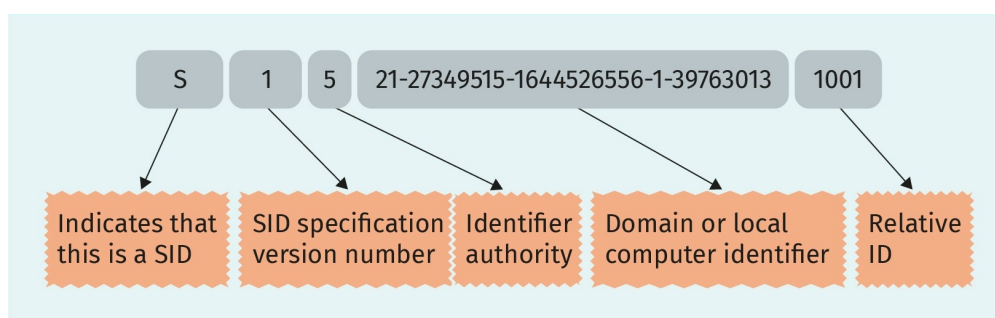 S 1 5 21-27349515-1644526556-1-39763013 1001
Indicates that
this is a SID
SID specification
version number
Identifier
authority
Domain or local
computer identifier
Relative
ID